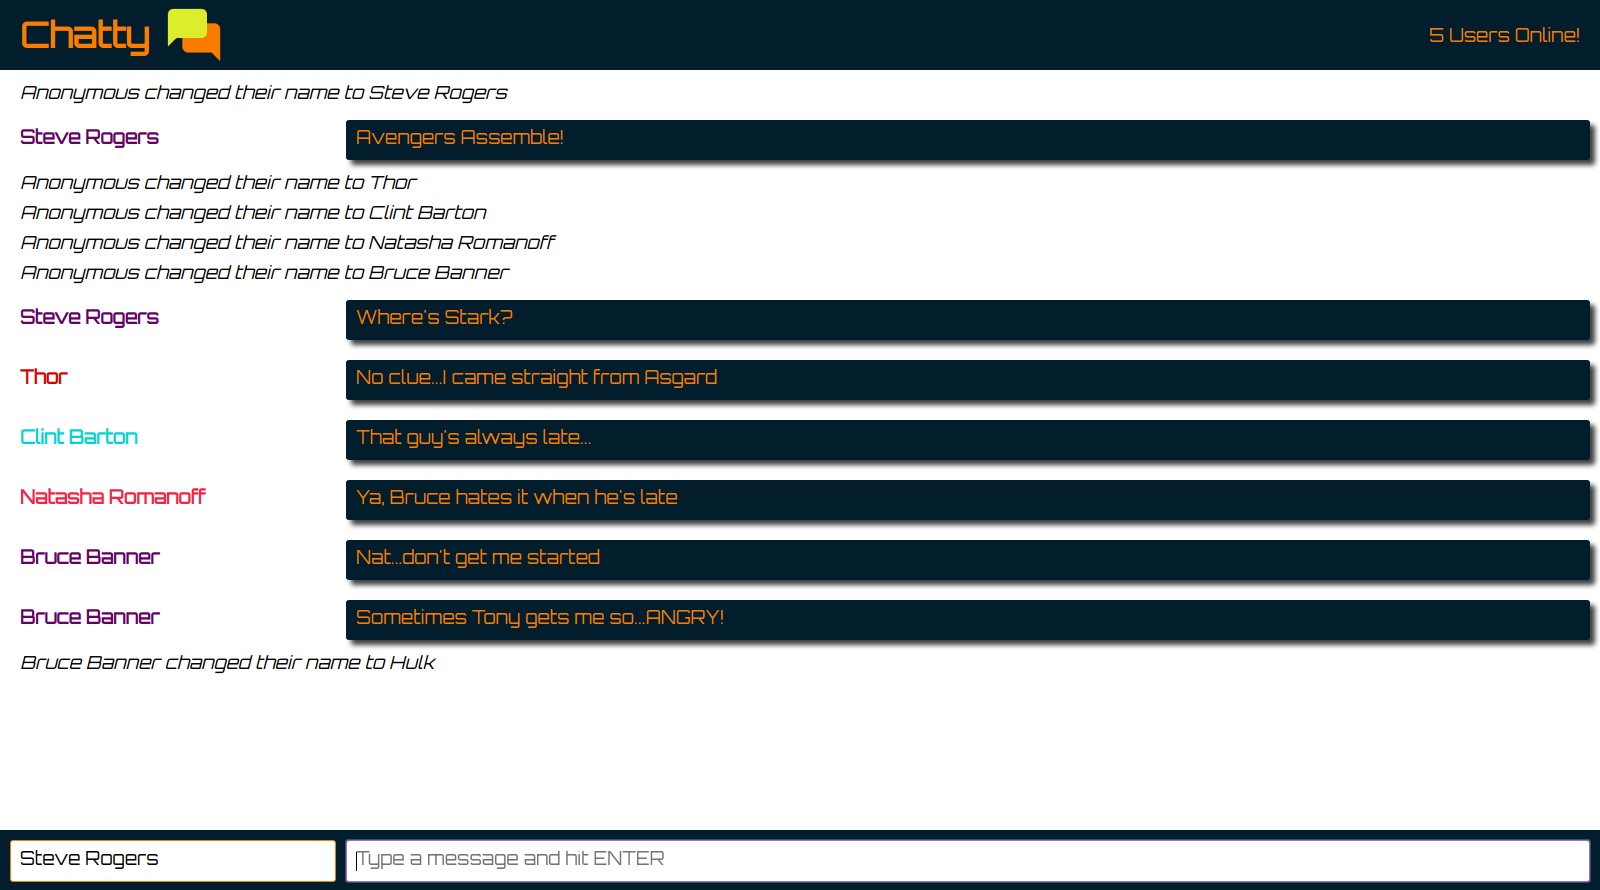 Chatty
5 Users Online!
Anonymous changed their name to Steve Rogers
Steve Rogers Avengers Assemble!
Anonymous changed their name to Thor
Anonymous changed their name to Clint Barton
Anonymous changed their name to Natasha Romanoff
Anonymous changed their name to Bruce Banner
Steve Rogers Where's Stark?
Thor No clue...I came straight from Asgard
Clint Barton That guy's always late...
Natasha Romanoff Ya, Bruce hates it when he's late
Bruce Banner Nat...don't get me started
Bruce Banner Sometimes Tony gets me so...ANGRY!
Bruce Banner changed their name to Hulk
Steve Rogers Type a message and hit ENTER